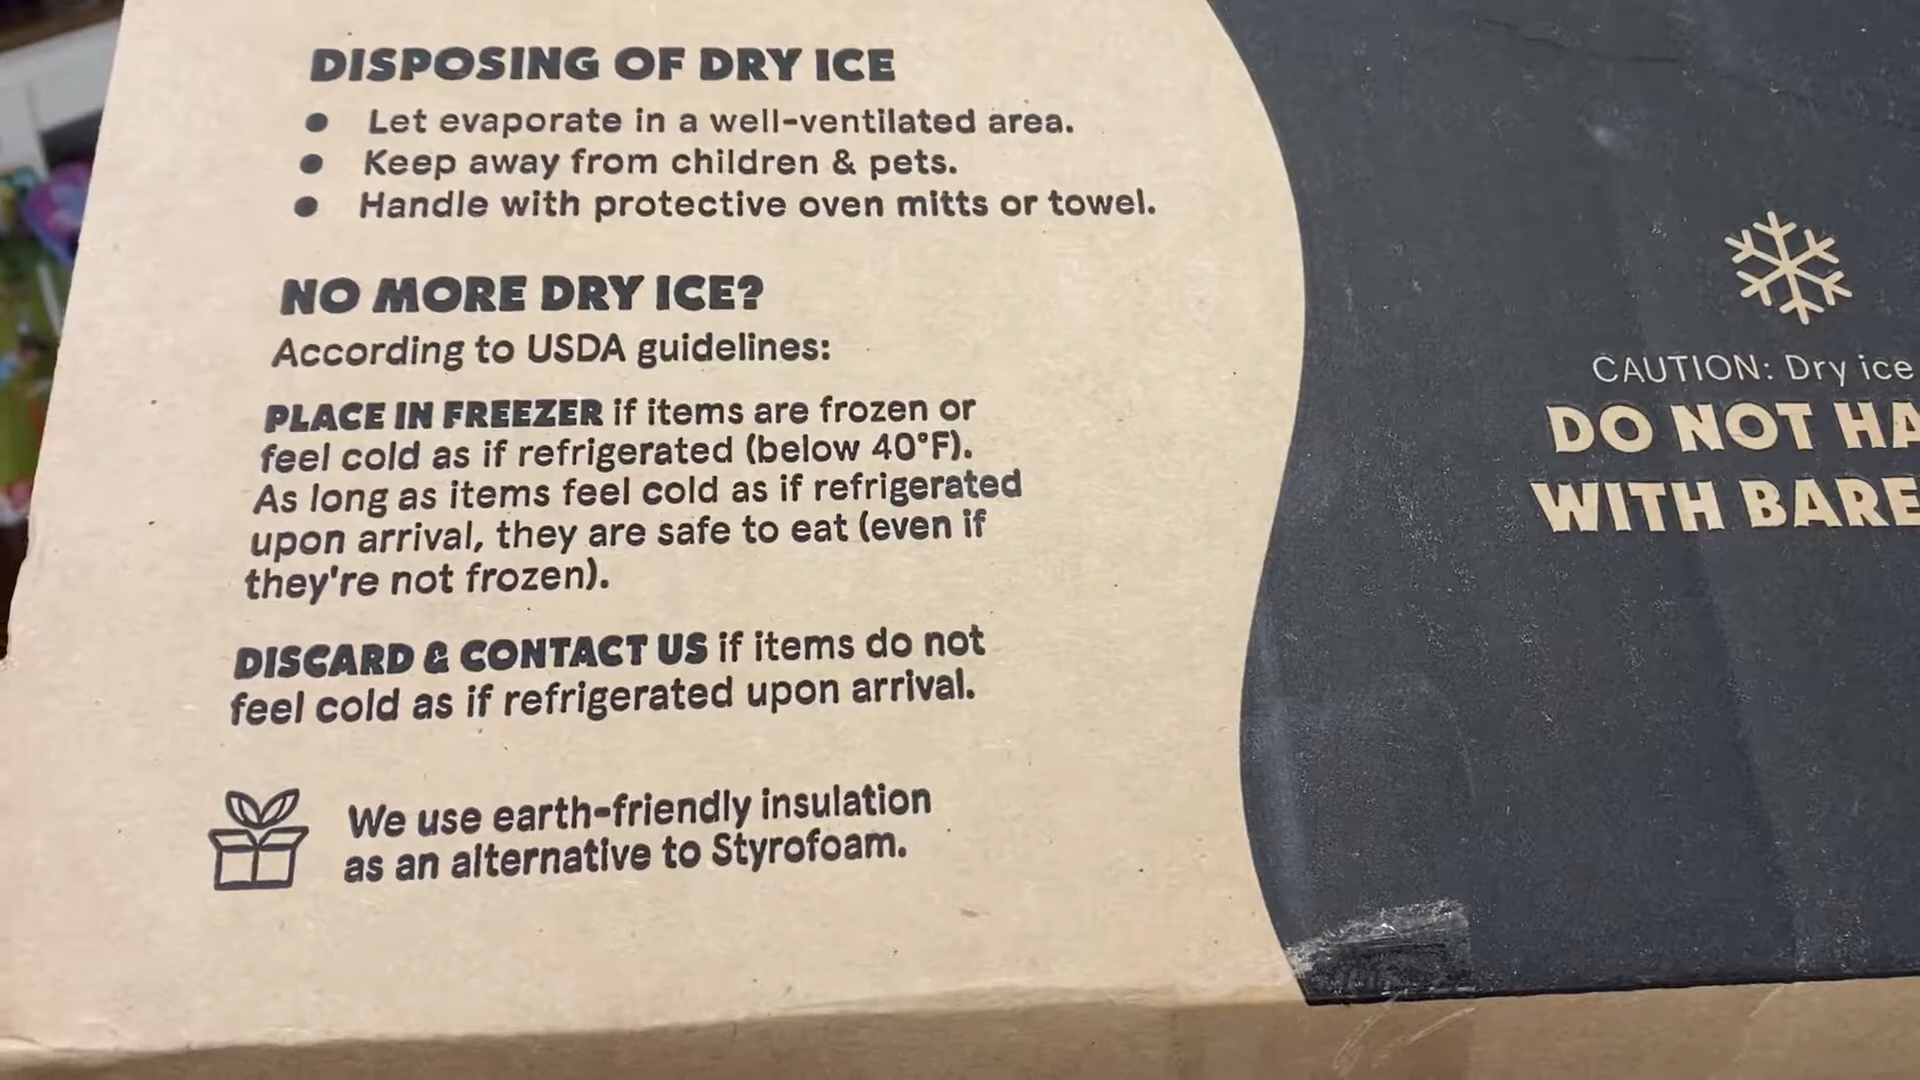 DISPOSING OF DRY ICE
● Let evaporate in a well-ventilated area.
● Keep away from children & pets.
● Handle with protective oven mitts or towel.
NO MORE DRY ICE?
According to USDA guidelines:
PLACE IN FREEZER if items are frozen or
feel cold as if refrigerated (below 40°F).
As long as items feel cold as if refrigerated
upon arrival, they are safe to eat (even if
they're not frozen).
DISCARD & CONTACT US if items do not
feel cold as if refrigerated upon arrival.
We use earth-friendly insulation
as an alternative to Styrofoam.
CAUTION: Dry ice
DO NOT HA
WITH BARE